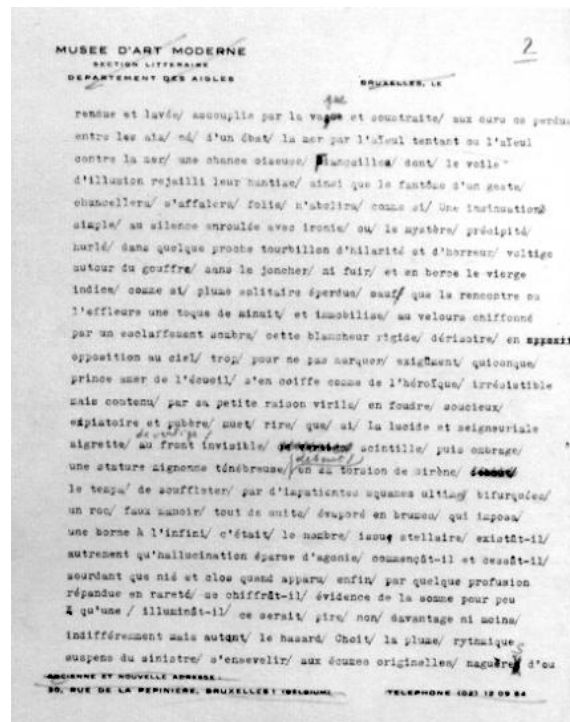 MUSEE D'ART MODERNE
SECTION LITTERAIRE
DEPARTEMENT DES AIGLES
2
BRUXELLES, LE
que
rendue et lavée/ assouplie par la vague et soustraite/ aux durs os perdus
entre les ais/ né/ d'un ébat/ la mer par l'aïeul tentant ou l'aïeul
contre la mer/ une chance oiseuse/ Fiançailles/ dont/ le voile
d'illusion rejailli leur hantise/ ainsi que le fantôme d'un geste/
chancellera/ s'affalera/ folie/ n'abolira/ comme si/ Une insinuation
simple/ au silence enroulée avec ironie/ ou/ le mystère/ précipité/
hurlé/ dans quelque proche tourbillon d'hilarité et d'horreur/ voltige
autour du gouffre/ sans le joncher/ ni fuir/ et en berce le vierge
indice/ comme si/ plume solitaire éperdue/ sauf/ que la rencontre ou
l'effleure une toque de minuit/ et immobilise/ au velours chiffonné
par un esclaffement sombre/ cette blancheur rigide/ dérisoire/ en
opposition au ciel/ trop/ pour ne pas marquer/ exigüment/ quiconque/
prince amer de l'écueil/ s'en coiffe comme de l'héroïque/ irrésistible
mais contenu/ par sa petite raison virile/ en foudre/ soucieux/
expiatoire et pubère/ muet/ rire/ que/ si/ La lucide et seigneuriale
de vertige/
aigrette/ au front invisible/ scintille/ puis ombrage/
debout/
une stature mignonne ténébreuse/ en sa torsion de sirène/
le temps/ de souffleter/ par d'impatientes squames ultimes/ bifurquées/
un roc/ faux manoir/ tout de suite/ évaporé en brumes/ qui imposa/
une borne à l'infini/ c'était/ le nombre/ issue stellaire/ existât-il/
autrement qu'hallucination éparse d'agonie/ commençât-il et cessât-il/
sourdant que nié et clos quand apparu/ enfin/ par quelque profusion
répandue en rareté/ se chiffrât-il/ évidence de la somme pour peu
qu'une / illuminât-il/ ce serait/ pire/ non/ davantage ni moins/
indifféremment mais autqnt/ le hasard/ Choit/ la plume/ rythmique
suspens du sinistre/ s'ensevelir/ aux écumes originelles/ naguères d'ou
ANCIENNE ET NOUVELLE ADRESSE :
30, RUE DE LA PEPINIERE, BRUXELLES 1 (BELGIUM)
TELEPHONE (02) 12 09 54